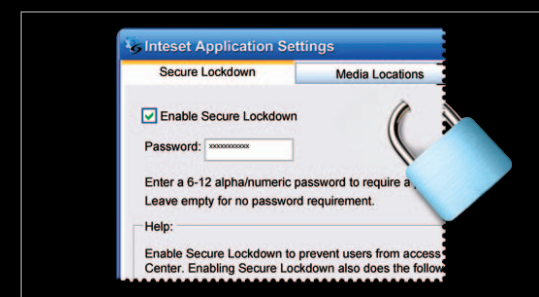 Inteset Application Settings
Secure Lockdown
Media Locations
Enable Secure Lockdown
Password: xxxxxxxxxxx
Enter a 6-12 alpha/numeric password to require a
Leave empty for no password requirement.
Help:
Enable Secure Lockdown to prevent users from access
Center. Enabling Secure Lockdown also does the follow